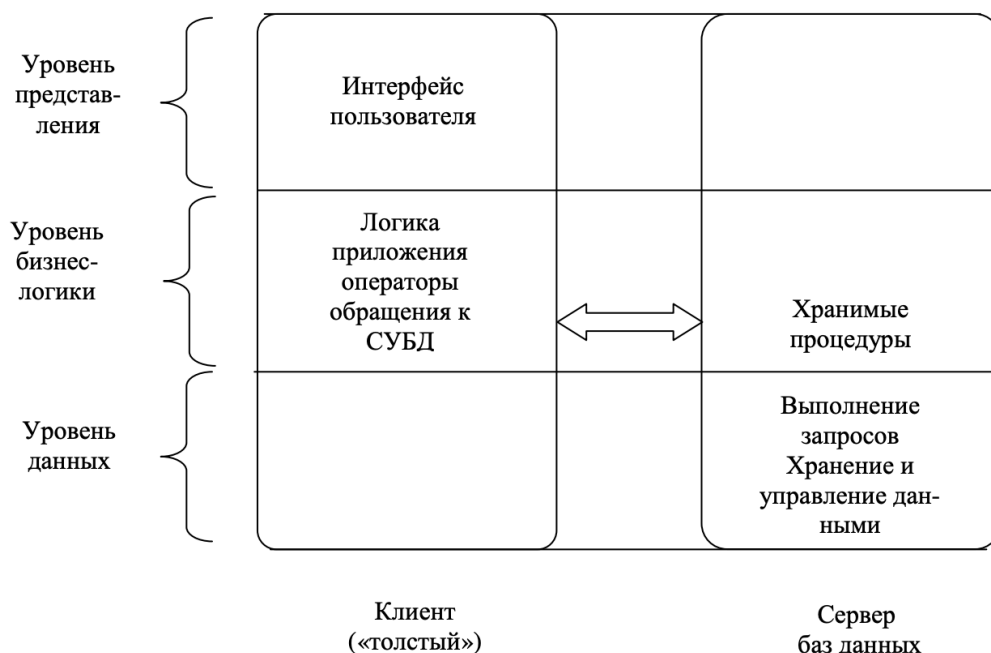 Уровень
представ-
ления
Интерфейс
пользователя
Уровень
бизнес-
логики
Логика
приложения
операторы
обращения к
СУБД
Хранимые
процедуры
Уровень
данных
Выполнение
запросов
Хранение и
управление дан-
ными
Клиент
(«толстый»)
Сервер
баз данных